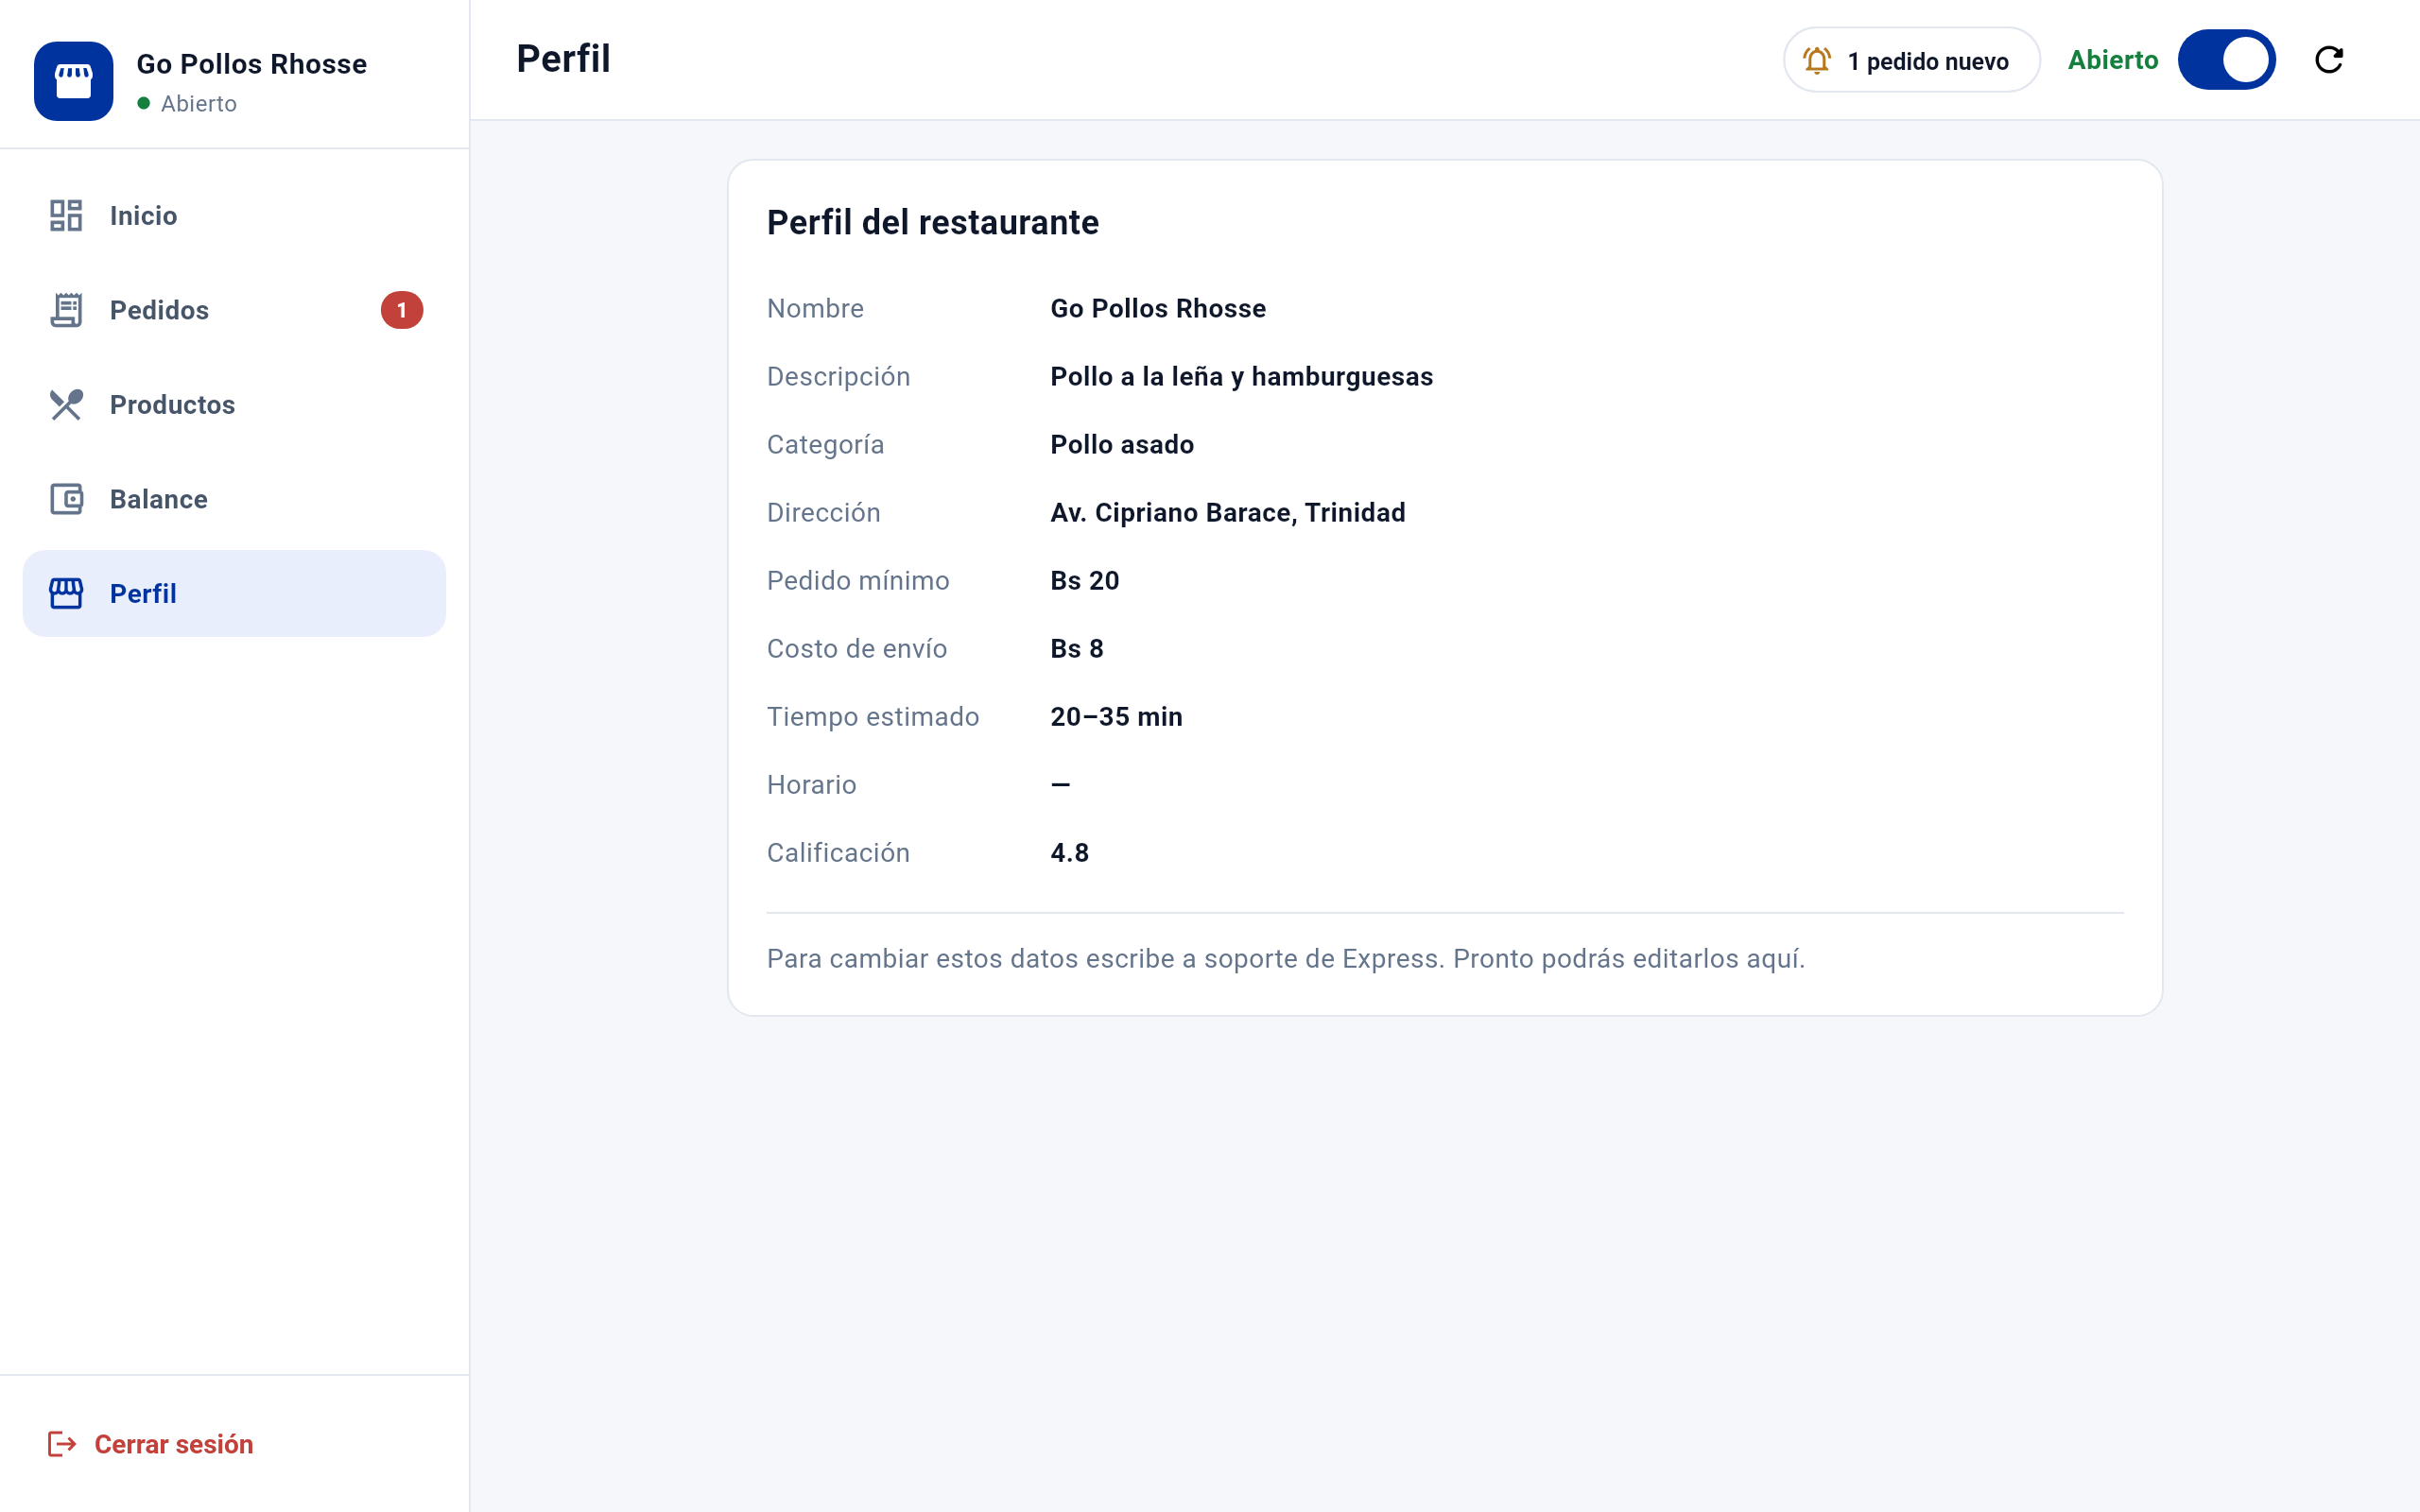 Go Pollos Rhosse
Abierto
Inicio
Pedidos 1
Productos
Balance
Perfil
Cerrar sesión
Perfil
1 pedido nuevo
Abierto
Perfil del restaurante
Nombre Go Pollos Rhosse
Descripción Pollo a la leña y hamburguesas
Categoría Pollo asado
Dirección Av. Cipriano Barace, Trinidad
Pedido mínimo Bs 20
Costo de envío Bs 8
Tiempo estimado 20–35 min
Horario —
Calificación 4.8
Para cambiar estos datos escribe a soporte de Express. Pronto podrás editarlos aquí.